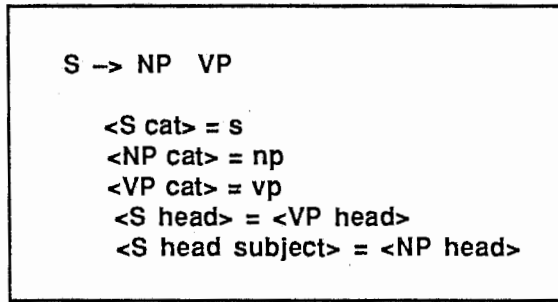 S –> NP VP
<S cat> = s
<NP cat> = np
<VP cat> = vp
<S head> = <VP head>
<S head subject> = <NP head>